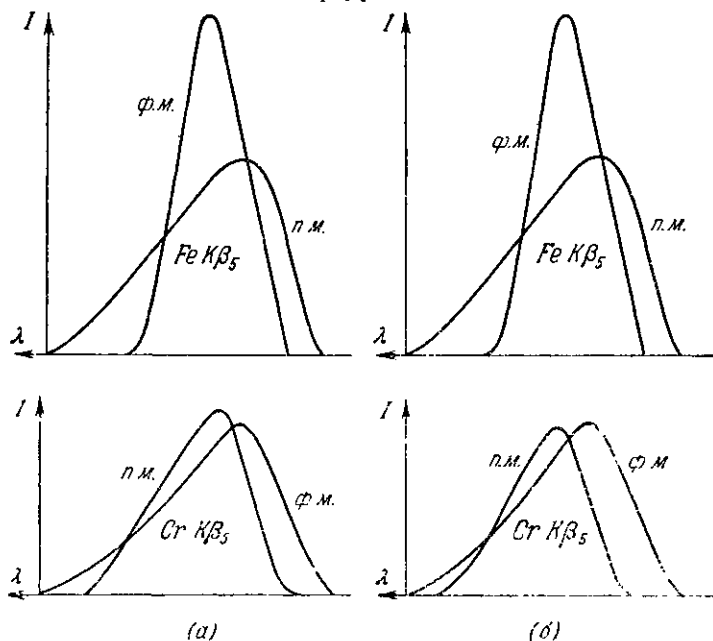 I
ф.м.
п.м.
Fe Kβ₅
λ
I
ф.м.
п.м.
Fe Kβ₅
λ
I
п.м.
ф.м.
Cr Kβ₅
λ
I
п.м.
ф.м
Cr Kβ₅
λ
(а)
(б)